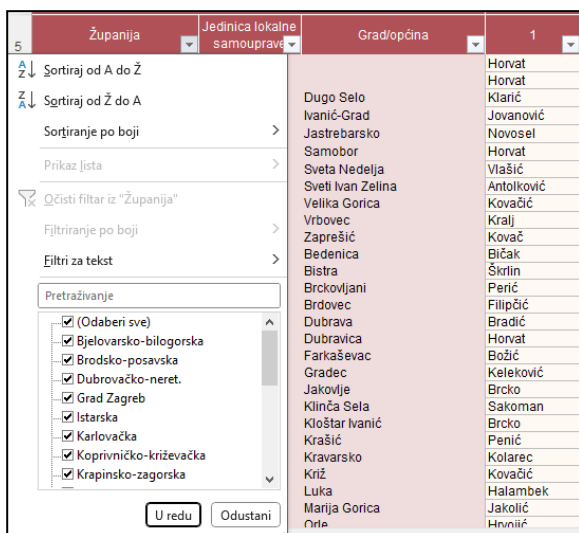 5
Županija
Jedinica lokalne
samouprave
Grad/općina
1
Sortiraj od A do Ž
Sortiraj od Ž do A
Sortiranje po boji
Prikaz lista
Očisti filtar iz "Županija"
Filtriranje po boji
Filtri za tekst
Pretraživanje
(Odaberi sve)
Bjelovarsko-bilogorska
Brodsko-posavska
Dubrovačko-neret.
Grad Zagreb
Istarska
Karlovačka
Koprivničko-križevačka
Krapinsko-zagorska
U redu
Odustani
Horvat
Horvat
Dugo Selo Klarić
Ivanić-Grad Jovanović
Jastrebarsko Novosel
Samobor Horvat
Sveta Nedelja Vlašić
Sveti Ivan Zelina Antolković
Velika Gorica Kovačić
Vrbovec Kralj
Zaprešić Kovač
Bedenica Bičak
Bistra Škrlin
Brckovljani Perić
Brdovec Filipčić
Dubrava Bradić
Dubravica Horvat
Farkaševac Božić
Gradec Keleković
Jakovlje Brcko
Klinča Sela Sakoman
Kloštar Ivanić Brcko
Krašić Penić
Kravarsko Kolarec
Križ Kovačić
Luka Halambek
Marija Gorica Jakolić
Orle Hrvojić